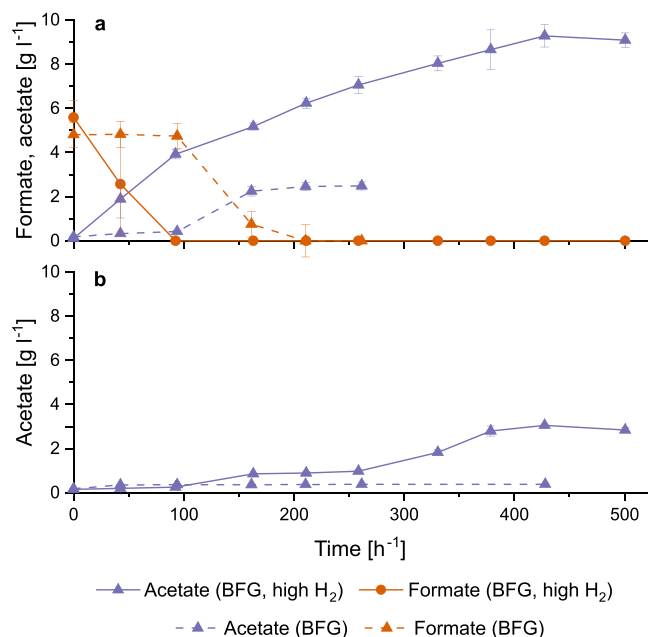 a
Formate, acetate [g l⁻¹]
10
8
6
4
2
0
b
Acetate [g l⁻¹]
10
8
6
4
2
0
0 100 200 300 400 500
Time [h⁻¹]
Acetate (BFG, high H₂) Formate (BFG, high H₂)
Acetate (BFG) Formate (BFG)